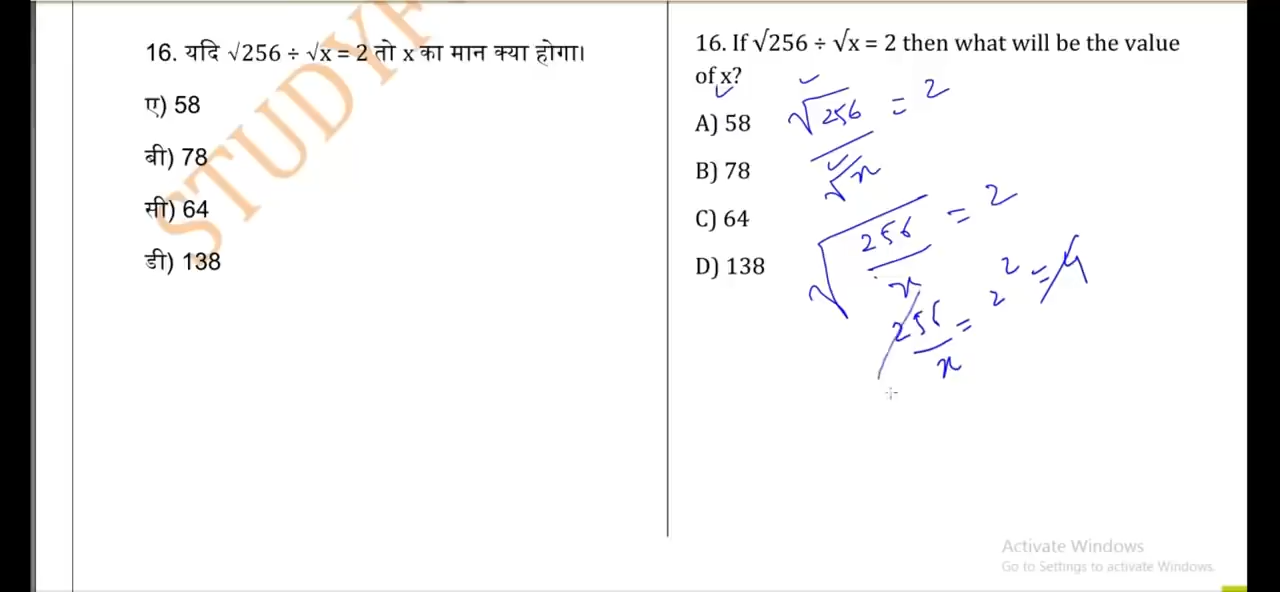 16. यदि √256 ÷ √x = 2 तो x का मान क्या होगा।
ए) 58
बी) 78
सी) 64
डी) 138
STUDYF
16. If √256 ÷ √x = 2 then what will be the value
of x?
A) 58
B) 78
C) 64
D) 138
√256 = 2
√x
√256/x = 2
256/x = 2² = 4
Activate Windows
Go to Settings to activate Windows.